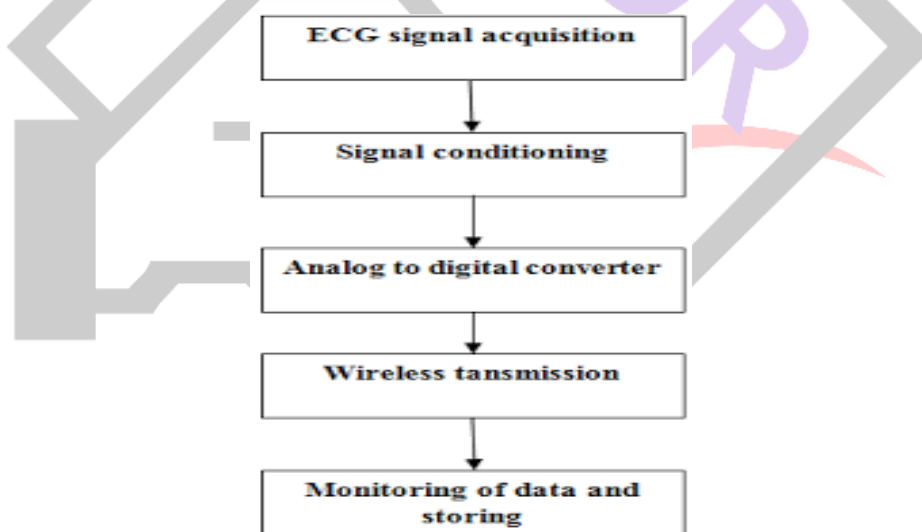 ECG signal acquisition
Signal conditioning
Analog to digital converter
Wireless tansmission
Monitoring of data and
storing